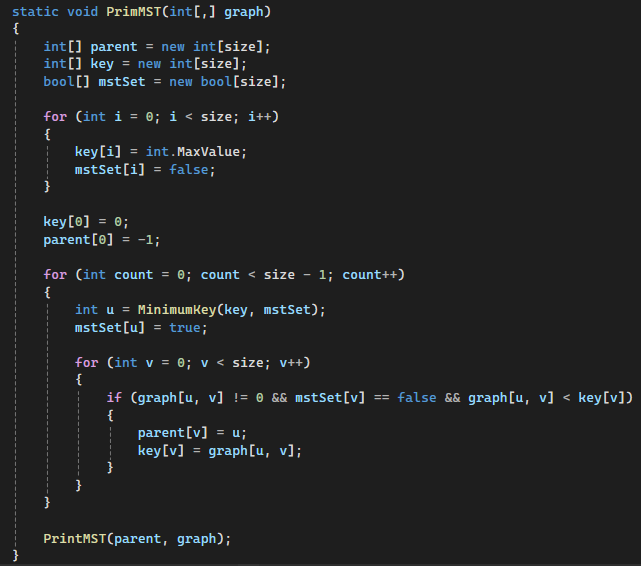 static void PrimMST(int[,] graph)
{
    int[] parent = new int[size];
    int[] key = new int[size];
    bool[] mstSet = new bool[size];

    for (int i = 0; i < size; i++)
    {
        key[i] = int.MaxValue;
        mstSet[i] = false;
    }

    key[0] = 0;
    parent[0] = -1;

    for (int count = 0; count < size - 1; count++)
    {
        int u = MinimumKey(key, mstSet);
        mstSet[u] = true;

        for (int v = 0; v < size; v++)
        {
            if (graph[u, v] != 0 && mstSet[v] == false && graph[u, v] < key[v])
            {
                parent[v] = u;
                key[v] = graph[u, v];
            }
        }
    }

    PrintMST(parent, graph);
}